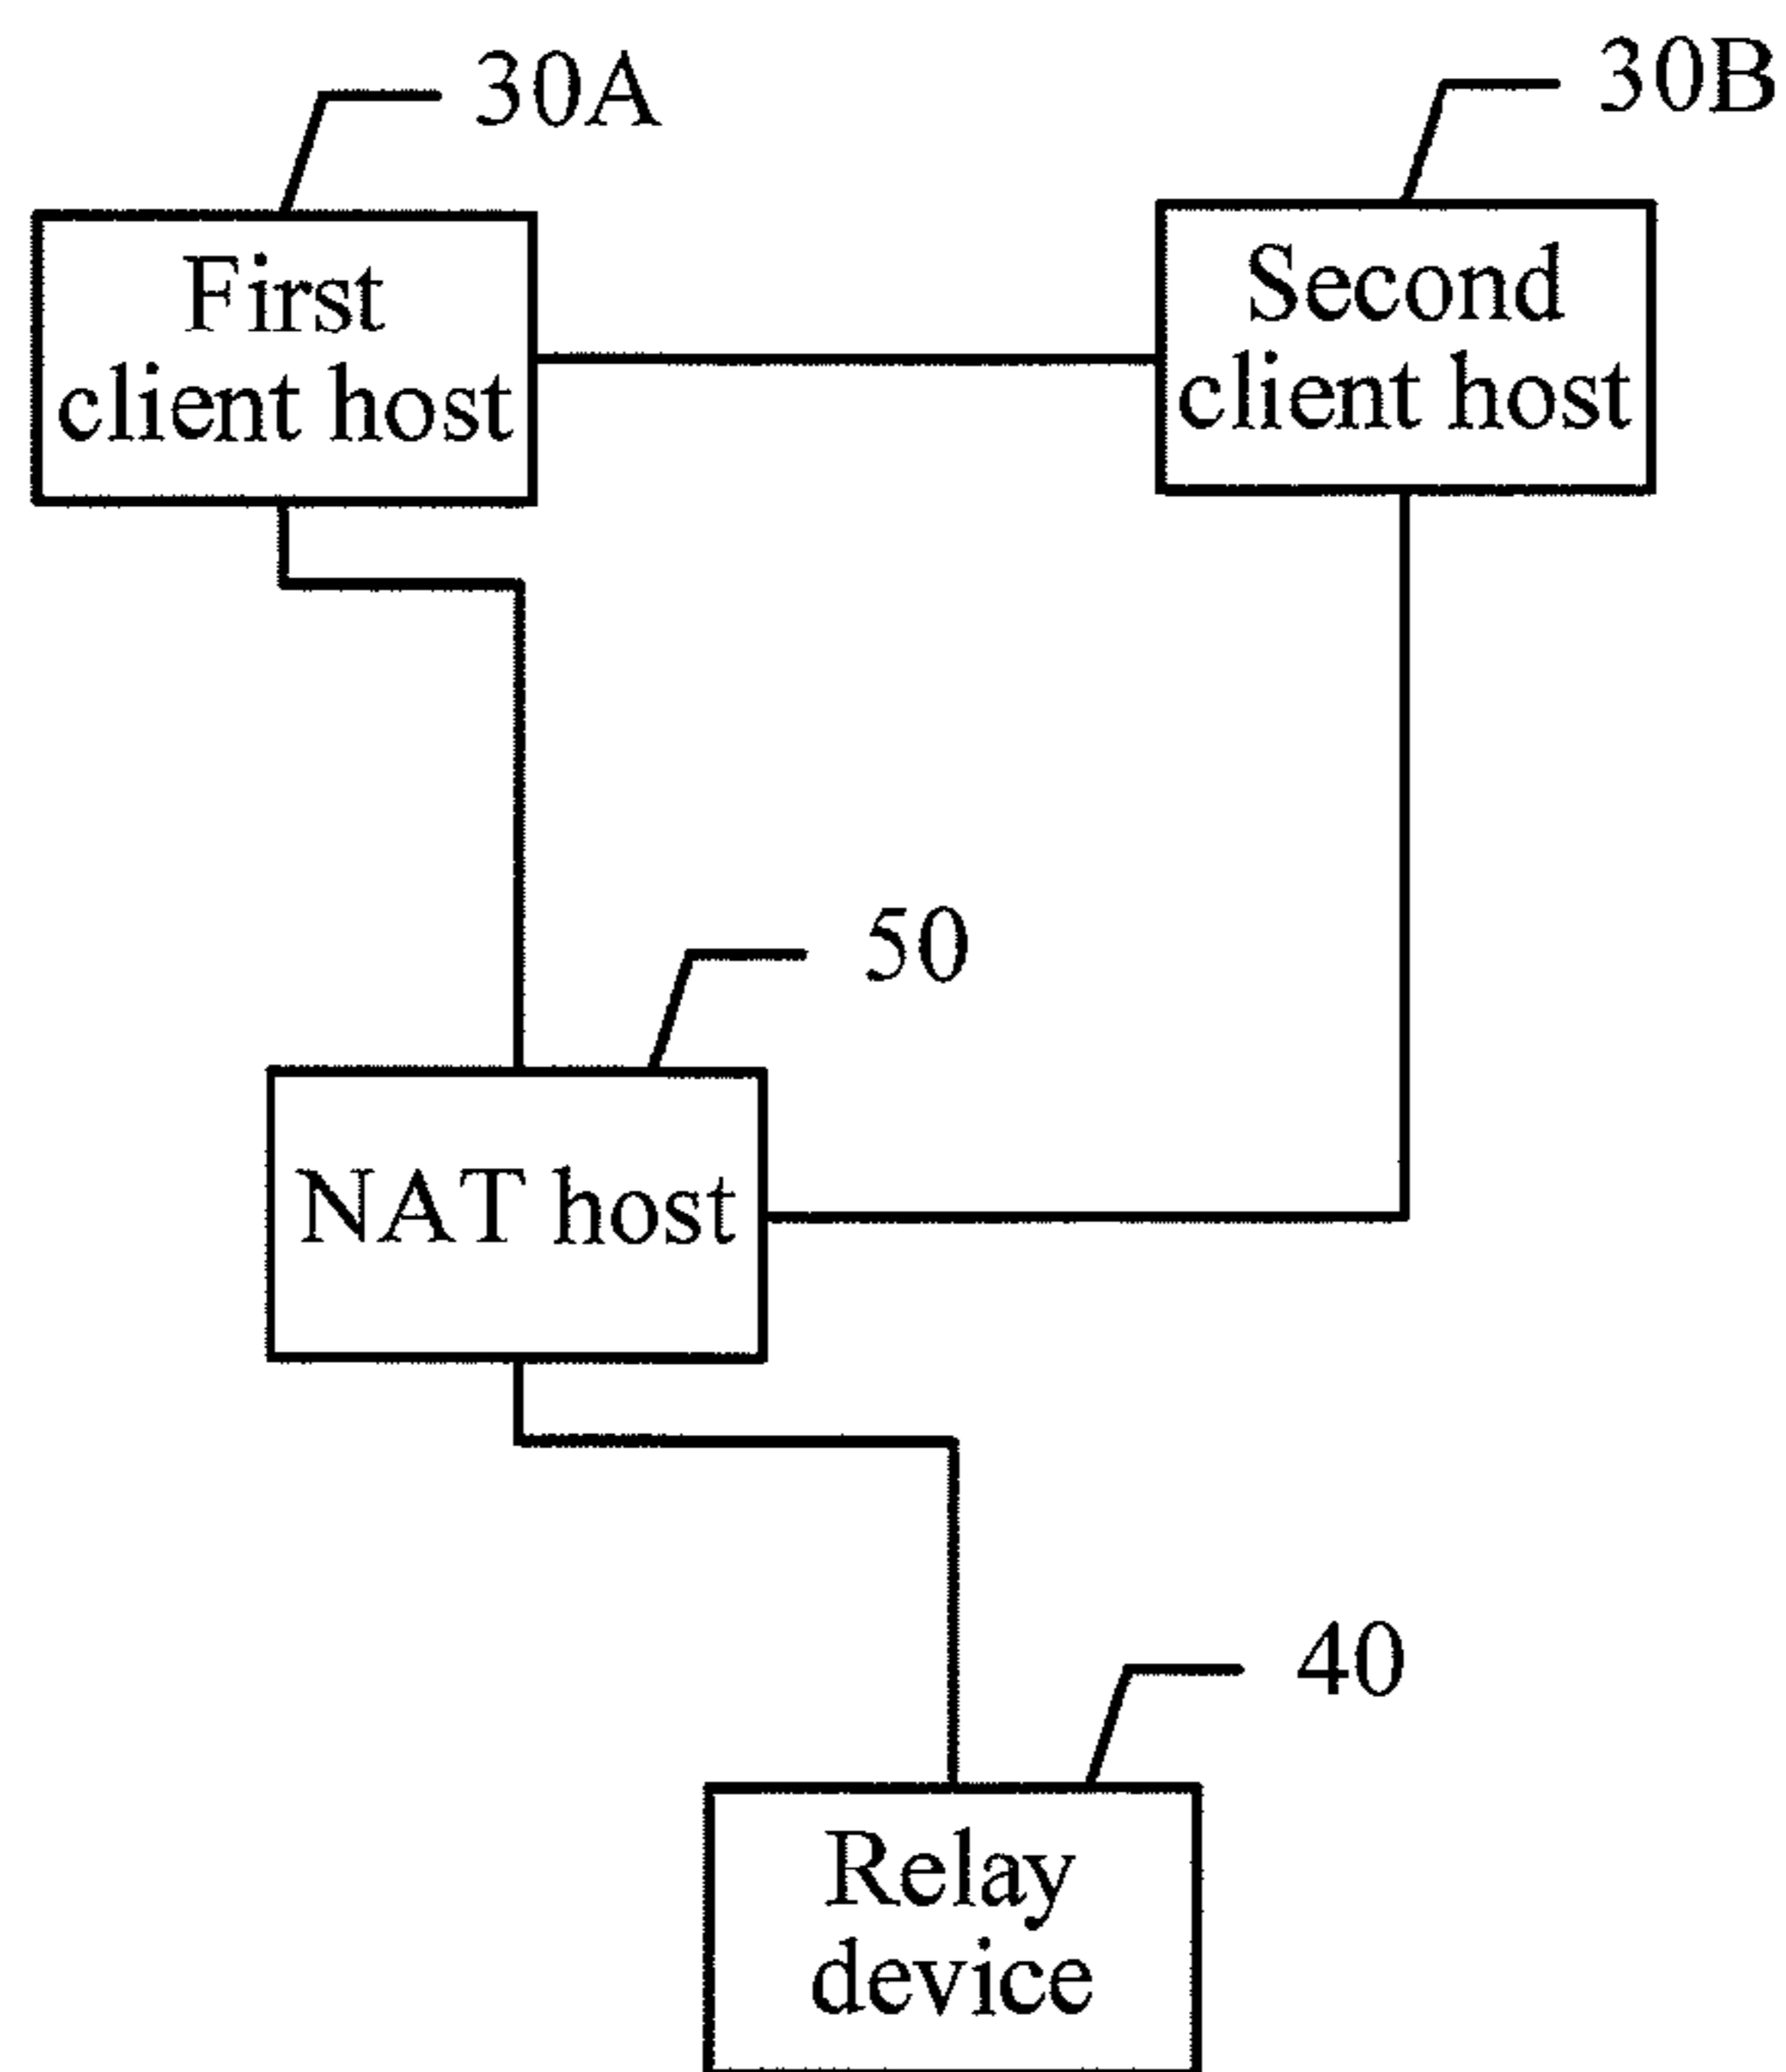 30A
30B
First
client host
Second
client host
50
NAT host
40
Relay
device